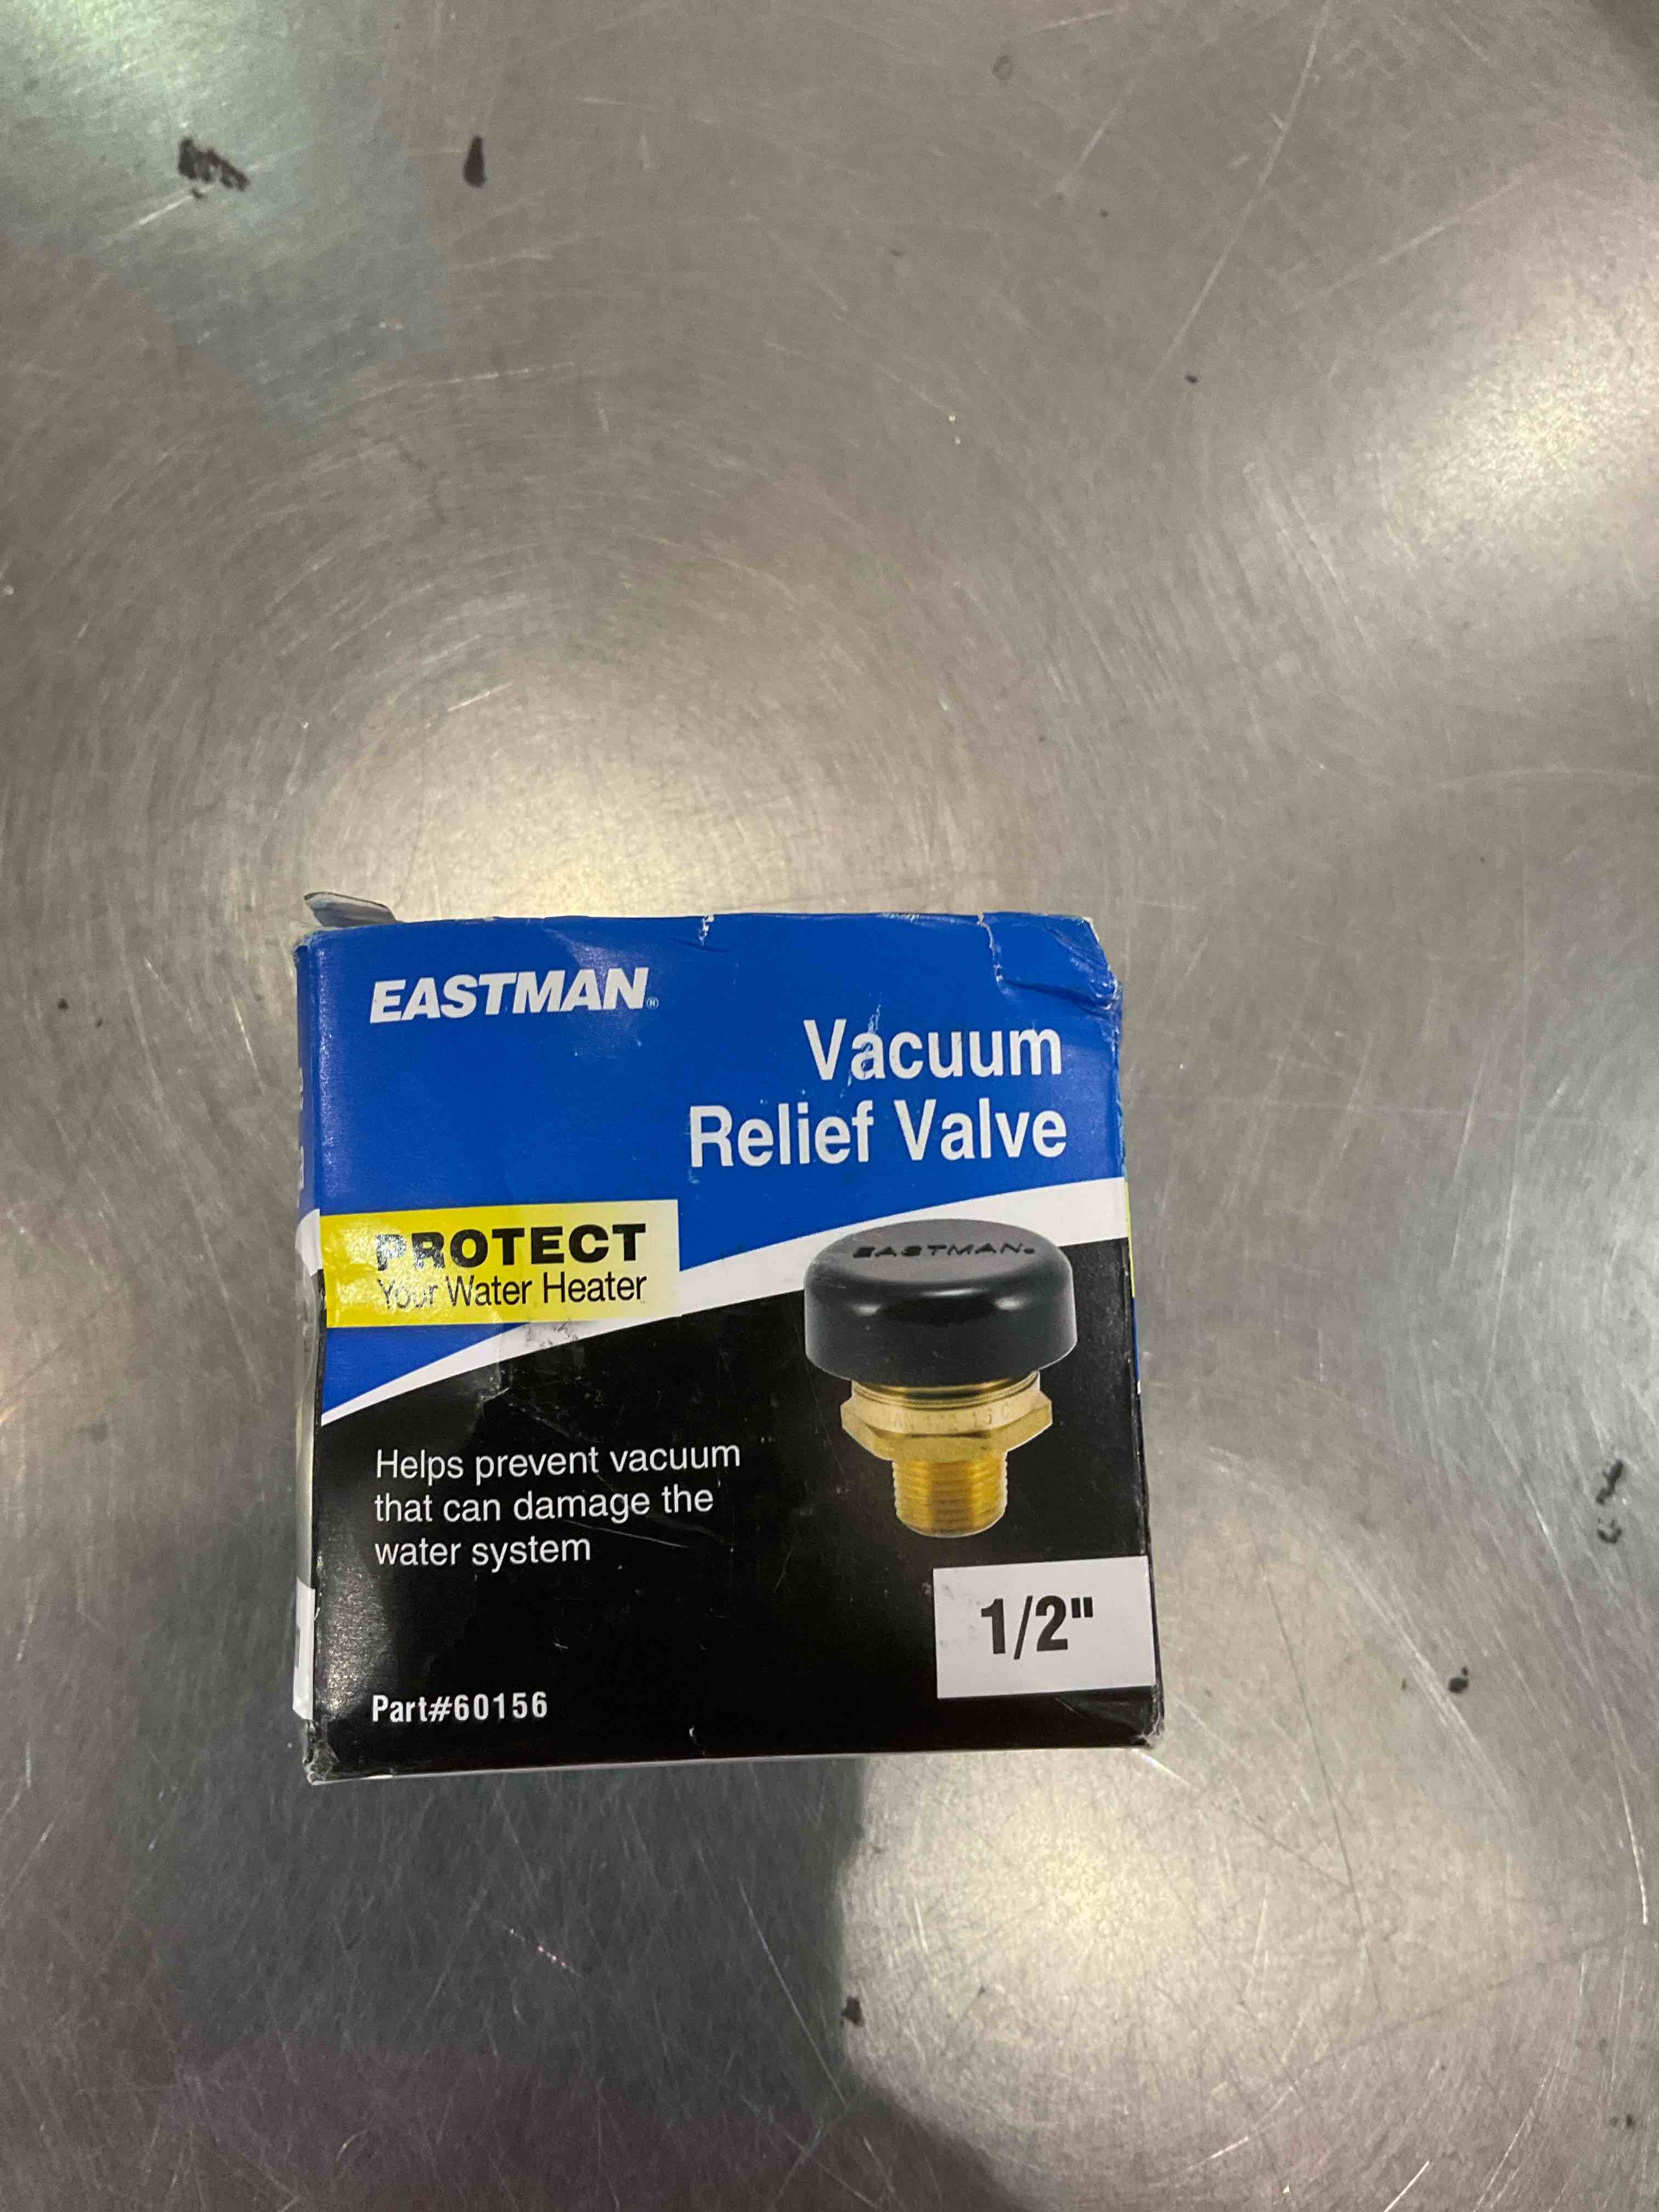 EASTMAN®
Vacuum
Relief Valve
PROTECT
Your Water Heater
EASTMAN®
Helps prevent vacuum
that can damage the
water system
1/2"
Part#60156